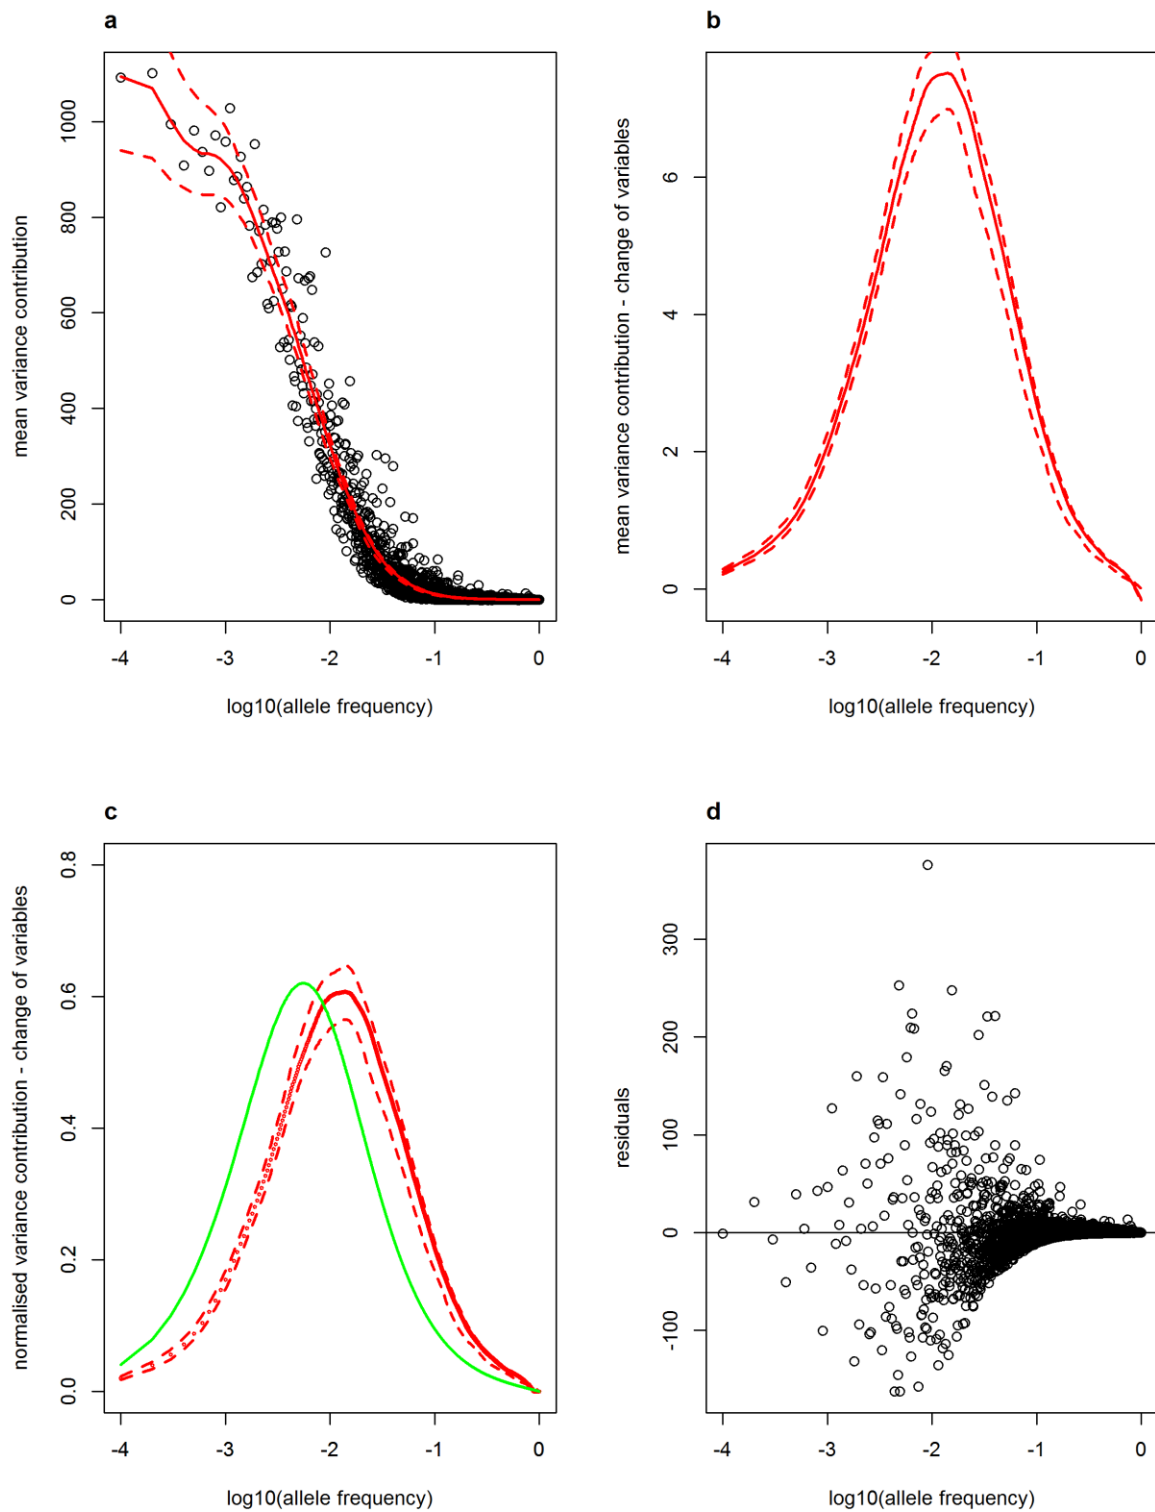 a
mean variance contribution
1000
800
600
400
200
0
-4 -3 -2 -1 0
log10(allele frequency)
b
mean variance contribution - change of variables
6
4
2
0
-4 -3 -2 -1 0
log10(allele frequency)
c
normalised variance contribution - change of variables
0.8
0.6
0.4
0.2
0.0
-4 -3 -2 -1 0
log10(allele frequency)
d
residuals
300
200
100
0
-100
-4 -3 -2 -1 0
log10(allele frequency)